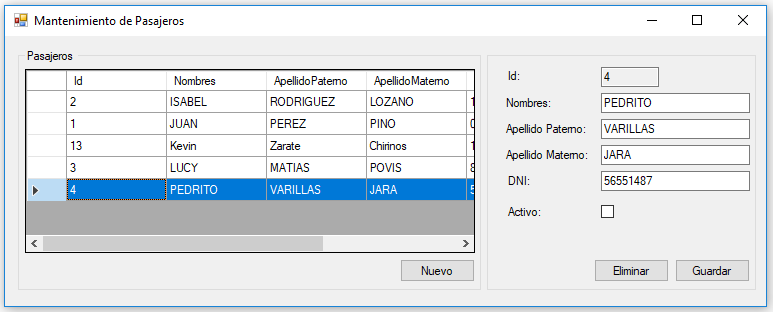 Mantenimiento de Pasajeros
Pasajeros
Id Nombres ApellidoPaterno ApellidoMaterno
2 ISABEL RODRIGUEZ LOZANO 1
1 JUAN PEREZ PINO 0
13 Kevin Zarate Chirinos 1
3 LUCY MATIAS POVIS 8
4 PEDRITO VARILLAS JARA 5
Nuevo
Id: 4
Nombres: PEDRITO
Apellido Paterno: VARILLAS
Apellido Materno: JARA
DNI: 56551487
Activo:
Eliminar Guardar